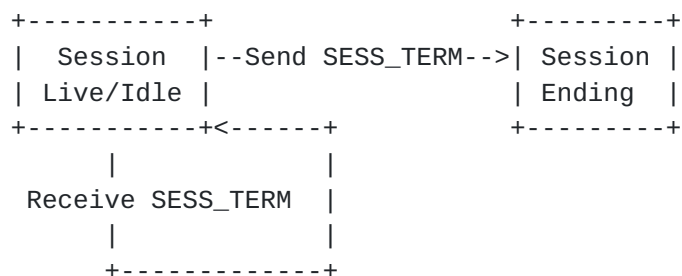 +-----------+                  +---------+
|  Session  |--Send SESS_TERM-->| Session |
| Live/Idle |                  | Ending  |
+-----------+<------+          +---------+
      |             |
 Receive SESS_TERM  |
      |             |
      +-------------+